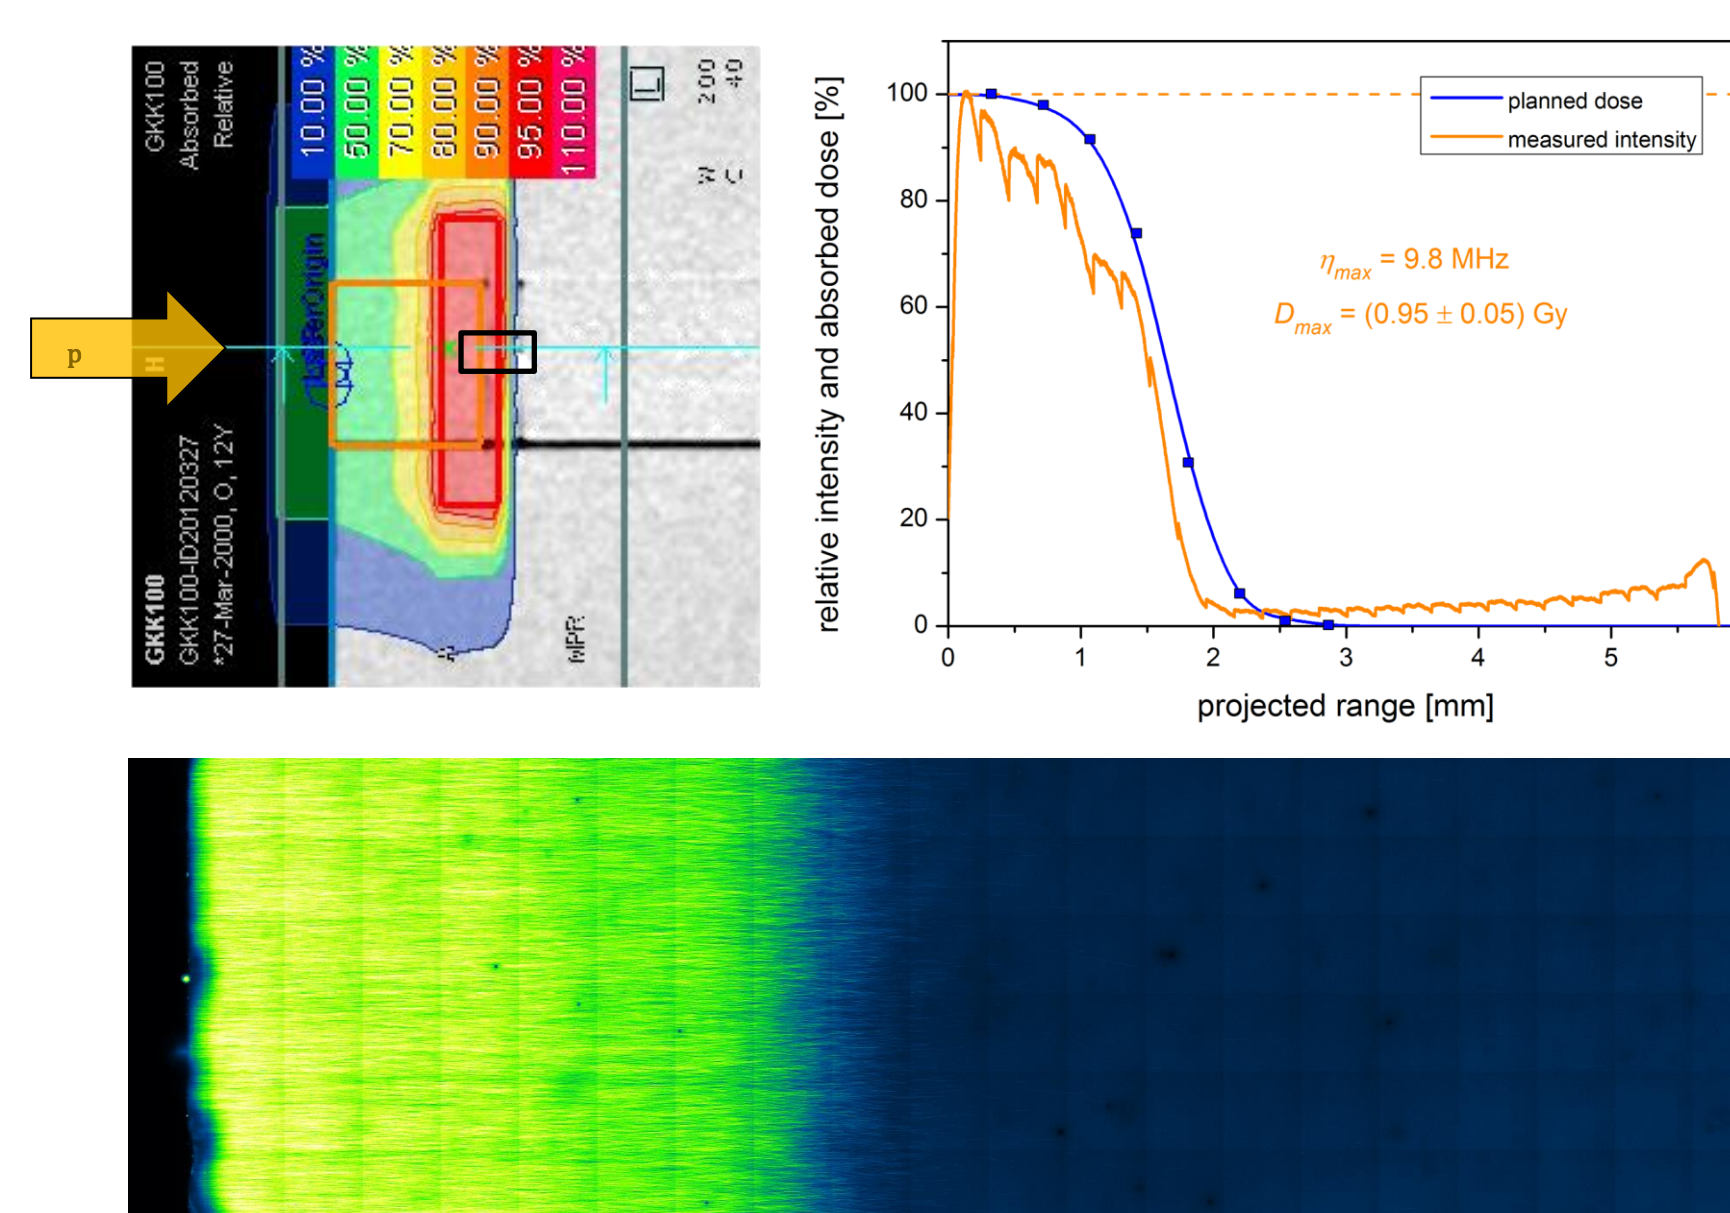 GKK100
Absorbed
Relative
10.00 %
50.00 %
70.00 %
80.00 %
90.00 %
95.00 %
110.00 %
L
W 200
C 40
p
H
GKK100
GKK100-ID20120327
*27-Mar-2000, O, 12Y
MPR
relative intensity and absorbed dose [%]
100
80
60
40
20
0
planned dose
measured intensity
ηmax = 9.8 MHz
Dmax = (0.95 ± 0.05) Gy
0 1 2 3 4 5
projected range [mm]